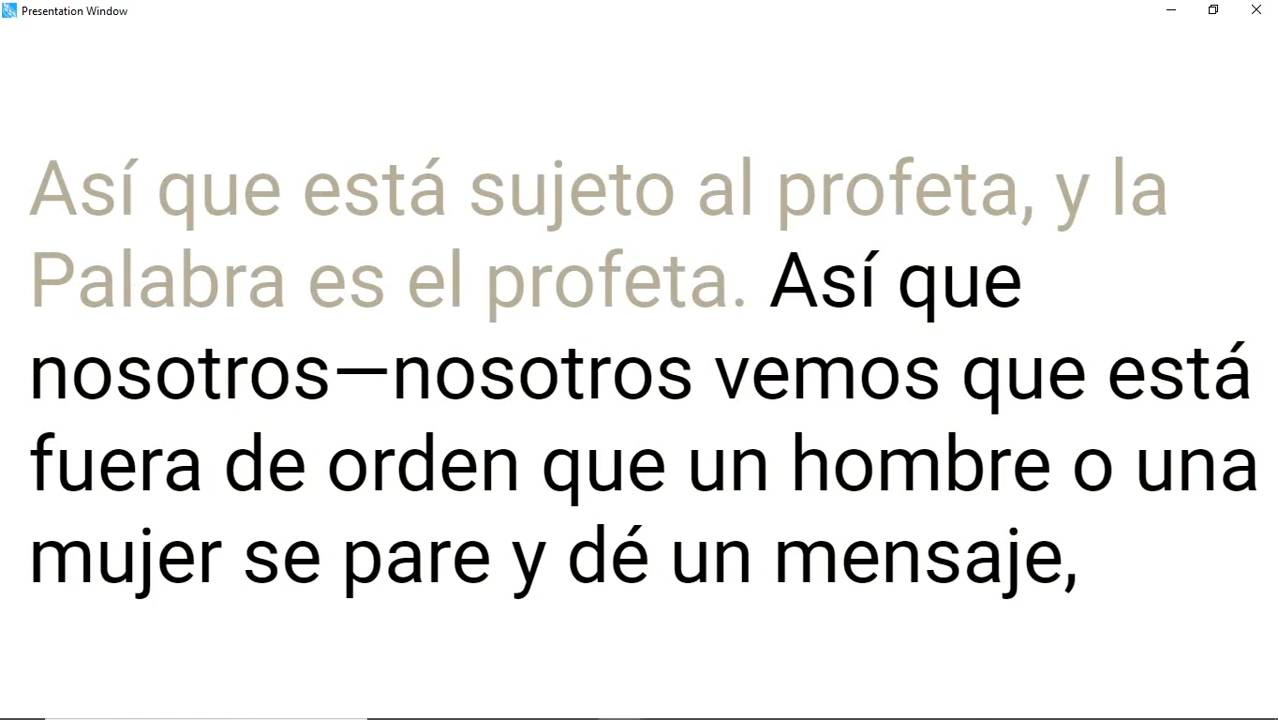 Presentation Window
Así que está sujeto al profeta, y la
Palabra es el profeta. Así que
nosotros—nosotros vemos que está
fuera de orden que un hombre o una
mujer se pare y dé un mensaje,